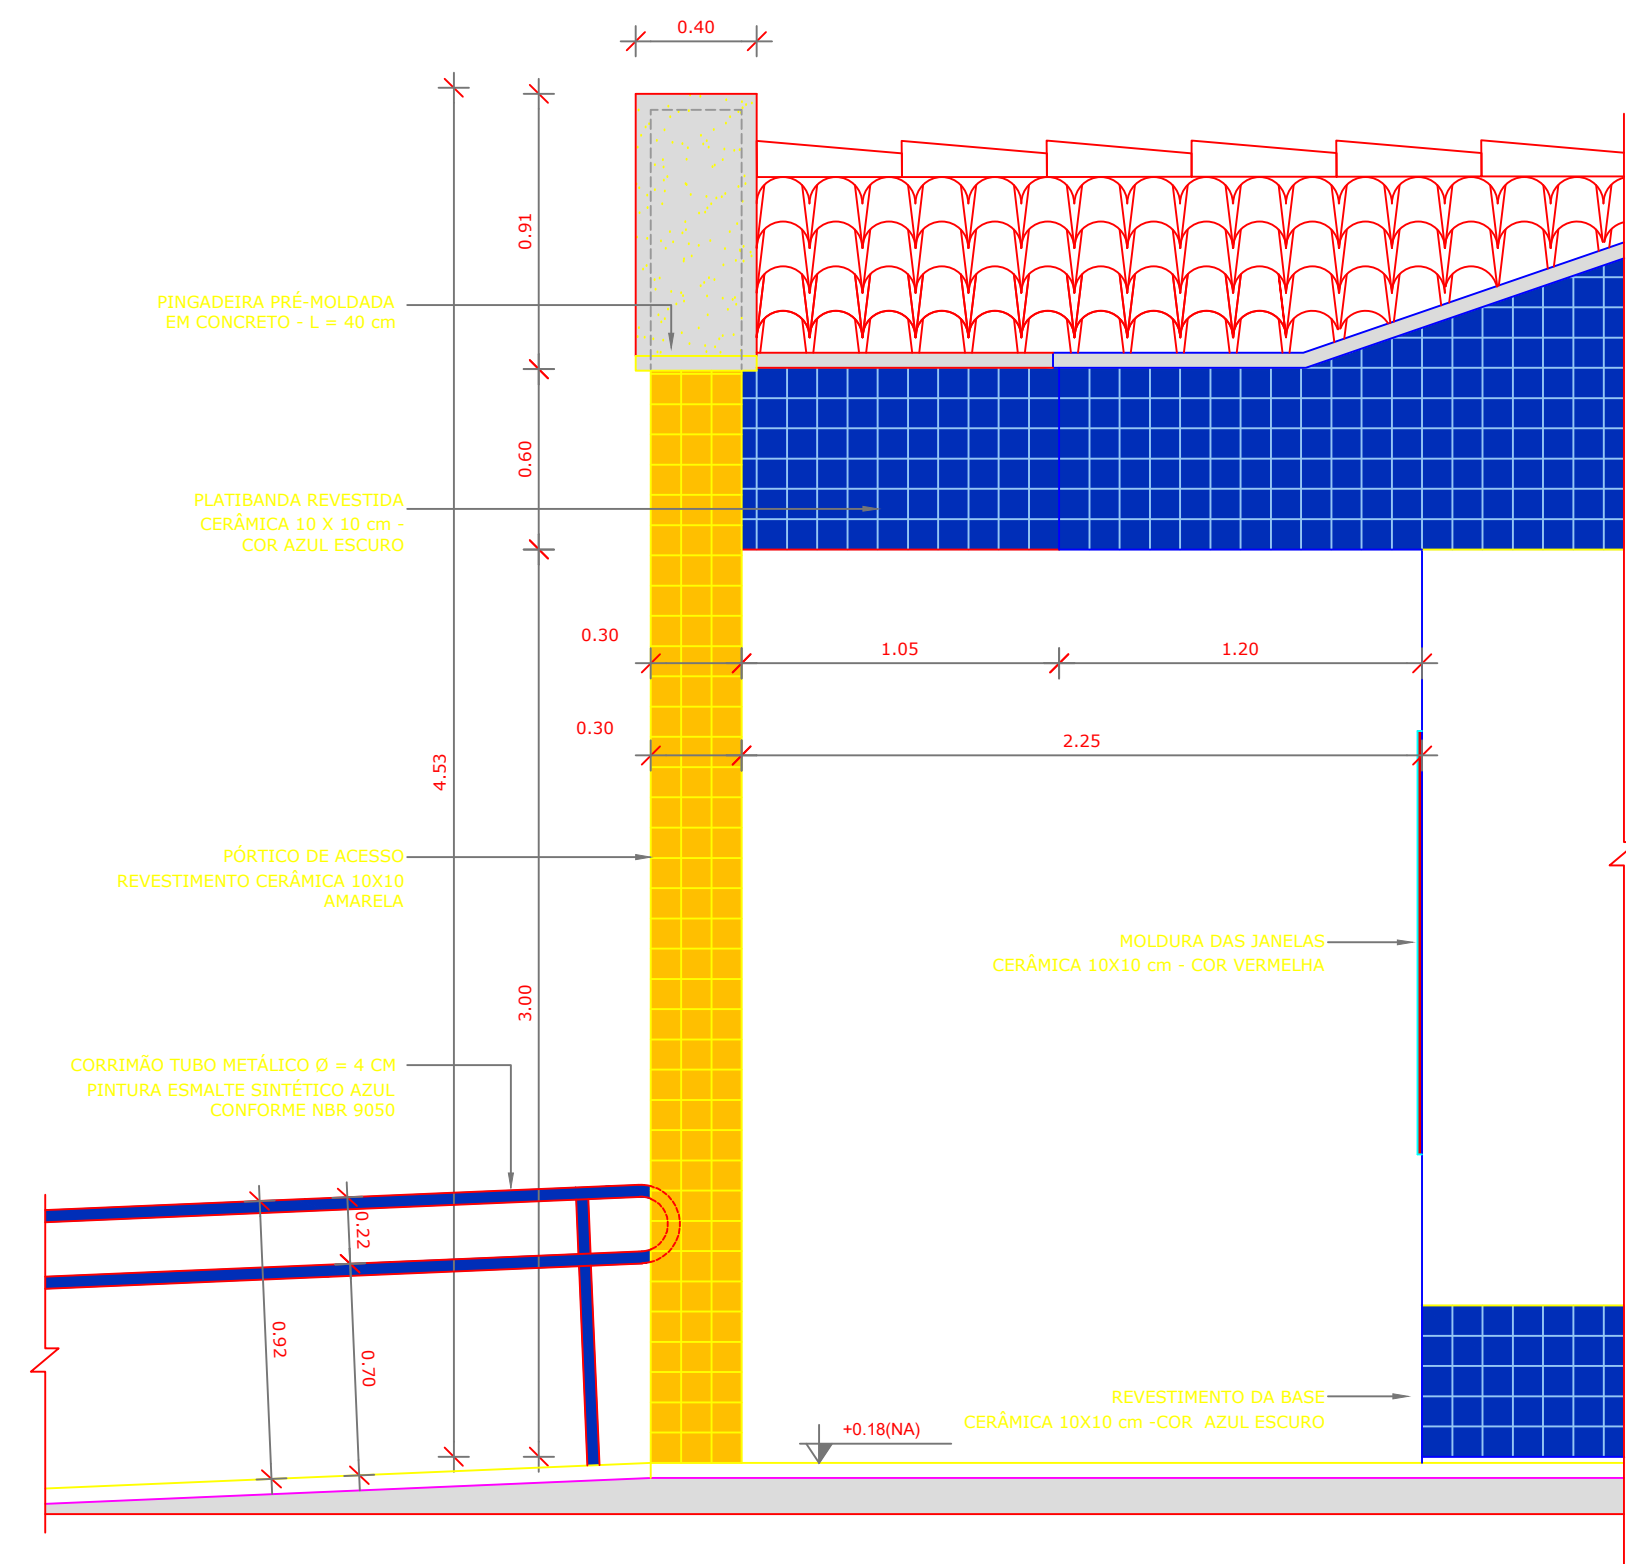 0.40
0.91
PINGADEIRA PRÉ-MOLDADA
EM CONCRETO - L = 40 cm
0.60
PLATIBANDA REVESTIDA
CERÂMICA 10 X 10 cm -
COR AZUL ESCURO
0.30
1.05
1.20
0.30
2.25
4.53
PÓRTICO DE ACESSO
REVESTIMENTO CERÂMICA 10X10
AMARELA
MOLDURA DAS JANELAS
CERÂMICA 10X10 cm - COR VERMELHA
3.00
CORRIMÃO TUBO METÁLICO Ø = 4 CM
PINTURA ESMALTE SINTÉTICO AZUL
CONFORME NBR 9050
0.22
0.92
0.70
REVESTIMENTO DA BASE
CERÂMICA 10X10 cm -COR  AZUL ESCURO
+0.18(NA)